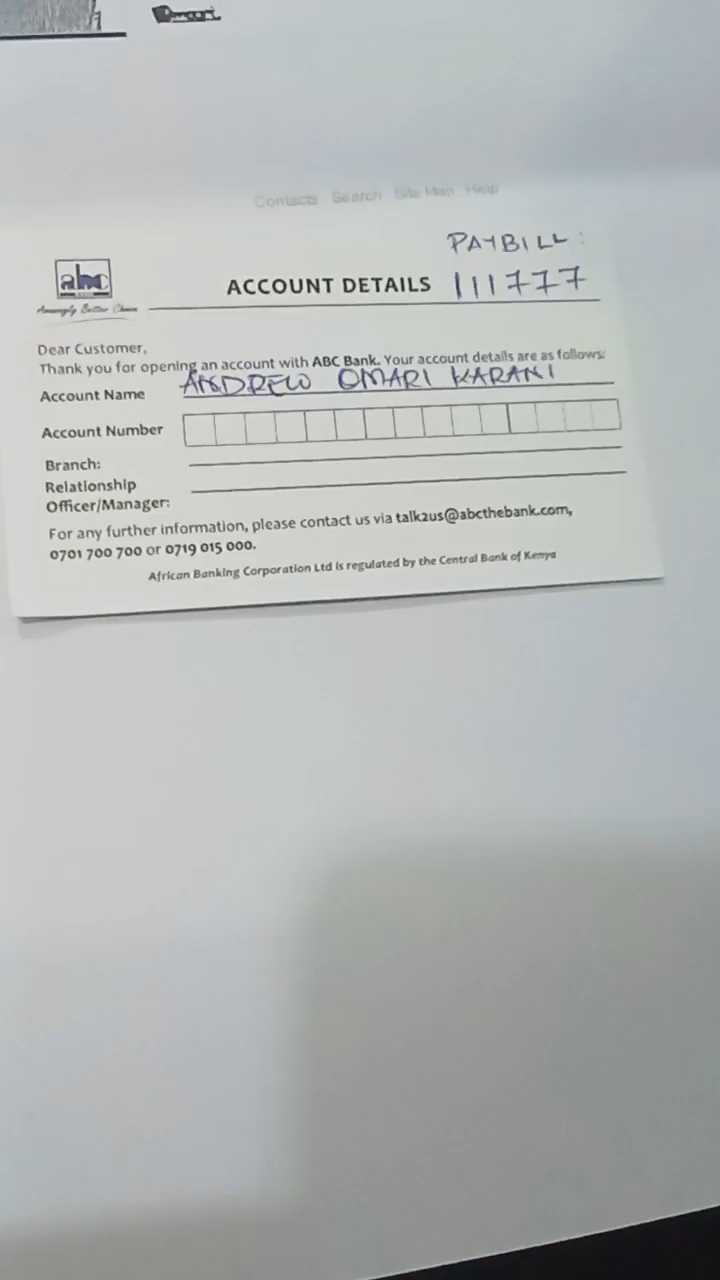 Omari
Contacts Search Site Map Help
PAYBILL:
abc
ACCOUNT DETAILS 111777
Amazingly Better Choice
Dear Customer,
Thank you for opening an account with ABC Bank. Your account details are as follows:
Account Name ANDREW OMARI KARANI
Account Number
Branch:
Relationship
Officer/Manager:
For any further information, please contact us via talk2us@abcthebank.com,
0701 700 700 or 0719 015 000.
African Banking Corporation Ltd is regulated by the Central Bank of Kenya